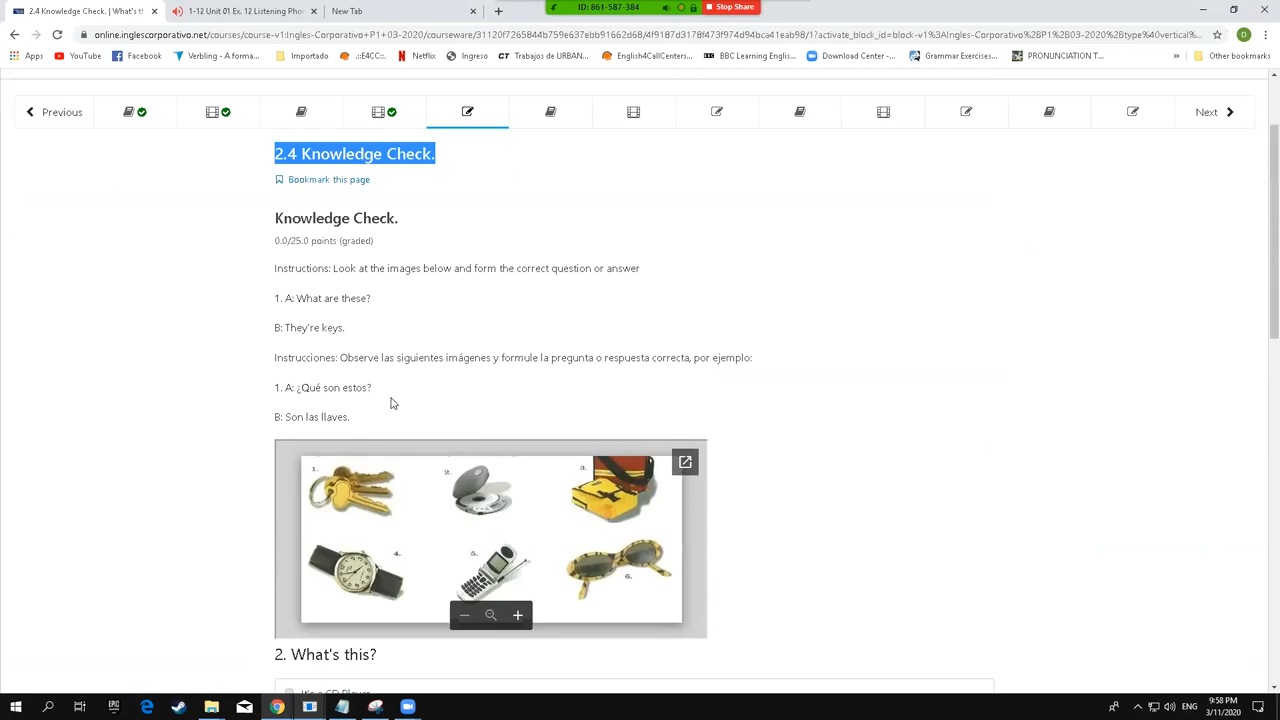 ID: 861-587-384 Stop Share
2.4 Knowledge Check. | What's th
1-12 Unit 01 Ex. 12 Listening Pho
New Tab
online.inglescorporativo.net/courses/course-v1:Ingles-Corporativo+P1+03-2020/courseware/31120f7265844b759e637ebb91662d68/4f9187d3178f473f974d94bca41eab98/1?activate_block_id=block-v1%3AIngles-Corporativo%2BP1%2B03-2020%2Btype%40vertical%...
Apps YouTube Facebook Verbling - A forma... Importado .::E4CC::. Netflix Ingreso Trabajos de URBAN... English4CallCenters... BBC Learning Englis... Download Center -... Grammar Exercises... PRONUNCIATION T... » Other bookmarks
Previous Next
2.4 Knowledge Check.
Bookmark this page
Knowledge Check.
0.0/25.0 points (graded)
Instructions: Look at the images below and form the correct question or answer
1. A: What are these?
B: They're keys.
Instrucciones: Observe las siguientes imágenes y formule la pregunta o respuesta correcta, por ejemplo:
1. A: ¿Qué son estos?
B: Son las llaves.
1. 2. 3.
4. 5. 6.
2. What's this?
It's a CD Player
ENG 9:58 PM
3/11/2020